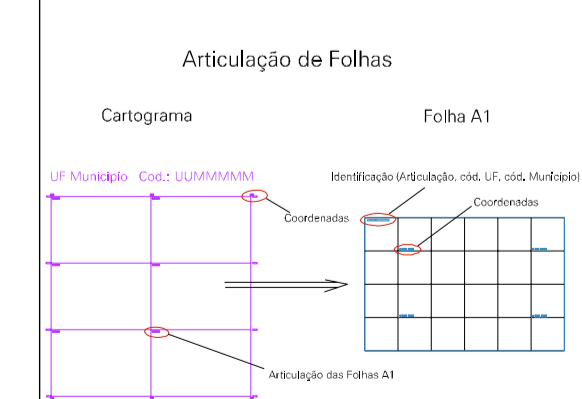 Articulação de Folhas
Cartograma
Folha A1
UF Municipio Cod.: UUMMMMM
Identificação (Articulação, cód. UF, cód. Município)
Coordenadas
Coordenadas
Articulação das Folhas A1